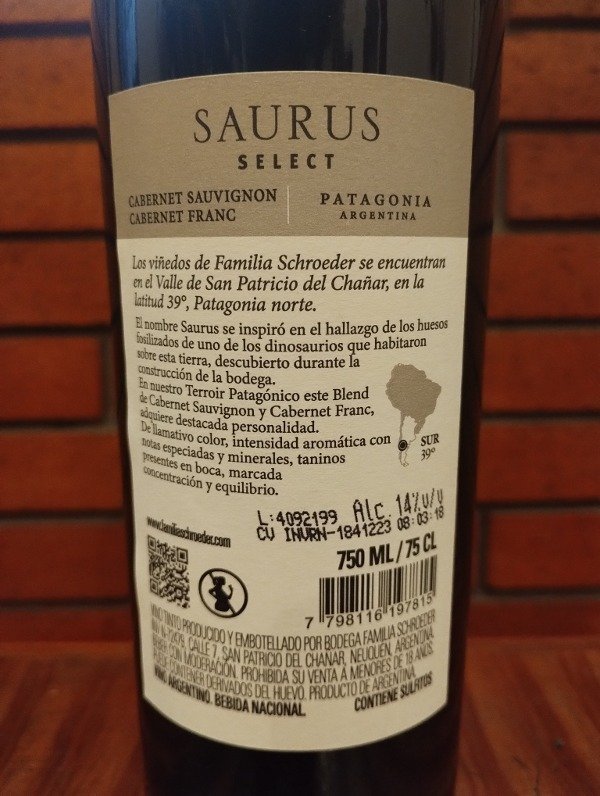 SAURUS
SELECT
CABERNET SAUVIGNON
CABERNET FRANC
PATAGONIA
ARGENTINA
Los viñedos de Familia Schroeder se encuentran
en el Valle de San Patricio del Chañar, en la
latitud 39°, Patagonia norte.
El nombre Saurus se inspiró en el hallazgo de los huesos
fosilizados de uno de los dinosaurios que habitaron
sobre esta tierra, descubierto durante la
construcción de la bodega.
En nuestro Terroir Patagónico este Blend
de Cabernet Sauvignon y Cabernet Franc,
adquiere destacada personalidad.
De llamativo color, intensidad aromática con
notas especiadas y minerales, taninos
presentes en boca, marcada
concentración y equilibrio.
SUR
39°
L:4092199 Alc. 14%v/v
CV INVRN-1841223 08:03:18
www.familiaschroeder.com
750 ML / 75 CL
7 798116 197815
VINO TINTO PRODUCIDO Y EMBOTELLADO POR BODEGA FAMILIA SCHROEDER
CALLE 7, SAN PATRICIO DEL CHAÑAR, NEUQUEN, ARGENTINA.
BEBER CON MODERACIÓN. PROHIBIDA SU VENTA A MENORES DE 18 AÑOS.
PUEDE CONTENER DERIVADOS DEL HUEVO. PRODUCTO DE ARGENTINA
VINO ARGENTINO. BEBIDA NACIONAL.
CONTIENE SULFITOS